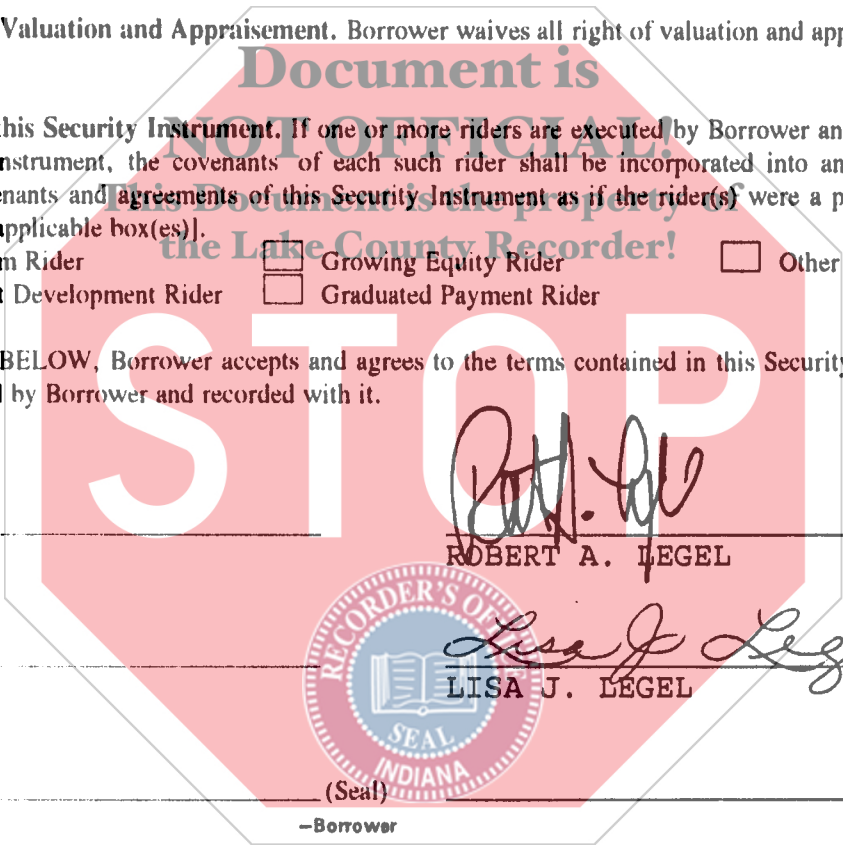 Valuation and Appraisement. Borrower waives all right of valuation and app
Document is
this Security Instrument. If one or more riders are executed by Borrower an
NOT OFFICIAL!
nstrument, the covenants of each such rider shall be incorporated into an
enants and agreements of this Security Instrument as if the rider(s) were a p
This Document is the property of
applicable box(es)].
the Lake County Recorder!
m Rider Growing Equity Rider Other
t Development Rider Graduated Payment Rider
STOP
BELOW, Borrower accepts and agrees to the terms contained in this Security
l by Borrower and recorded with it.
ROBERT A. LEGEL
RECORDER'S OFFICE
Lisa J Leg
LISA J. LEGEL
SEAL
INDIANA
(Seal)
–Borrower